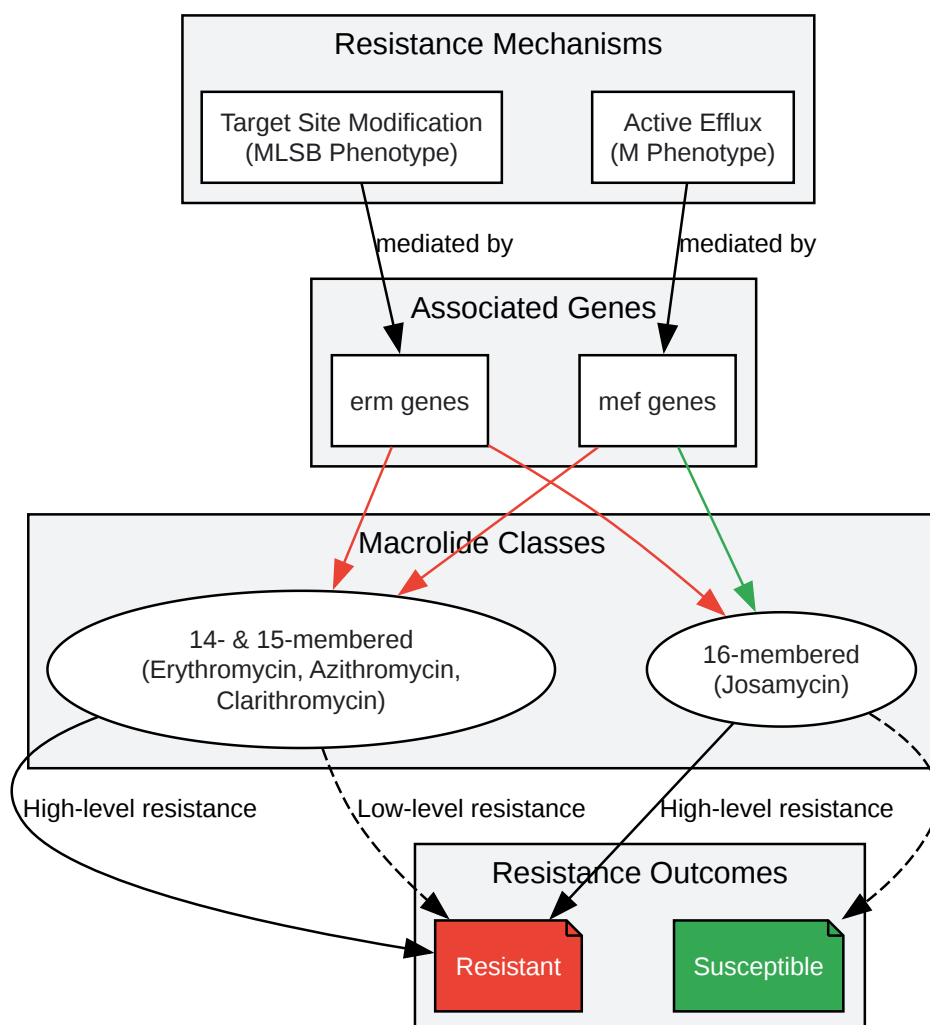 Resistance Mechanisms
Target Site Modification
(MLSB Phenotype)
Active Efflux
(M Phenotype)
mediated by
mediated by
Associated Genes
erm genes
mef genes
Macrolide Classes
14- & 15-membered
(Erythromycin, Azithromycin,
Clarithromycin)
16-membered
(Josamycin)
High-level resistance
Low-level resistance
High-level resistance
Resistance Outcomes
Resistant
Susceptible